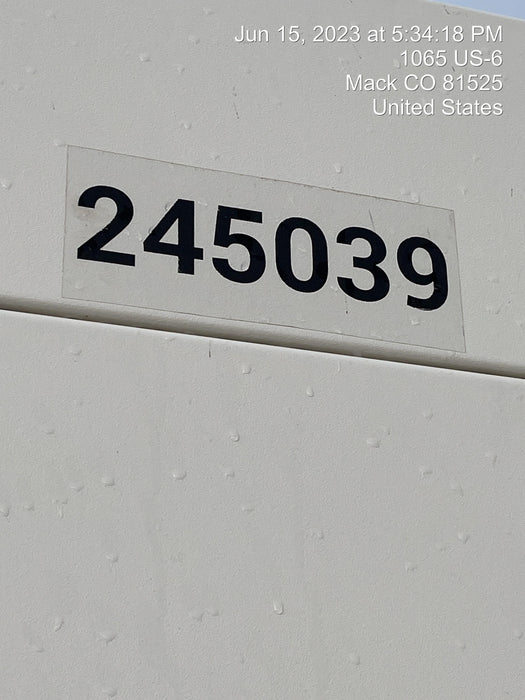 Jun 15, 2023 at 5:34:18 PM
1065 US-6
Mack CO 81525
United States
245039